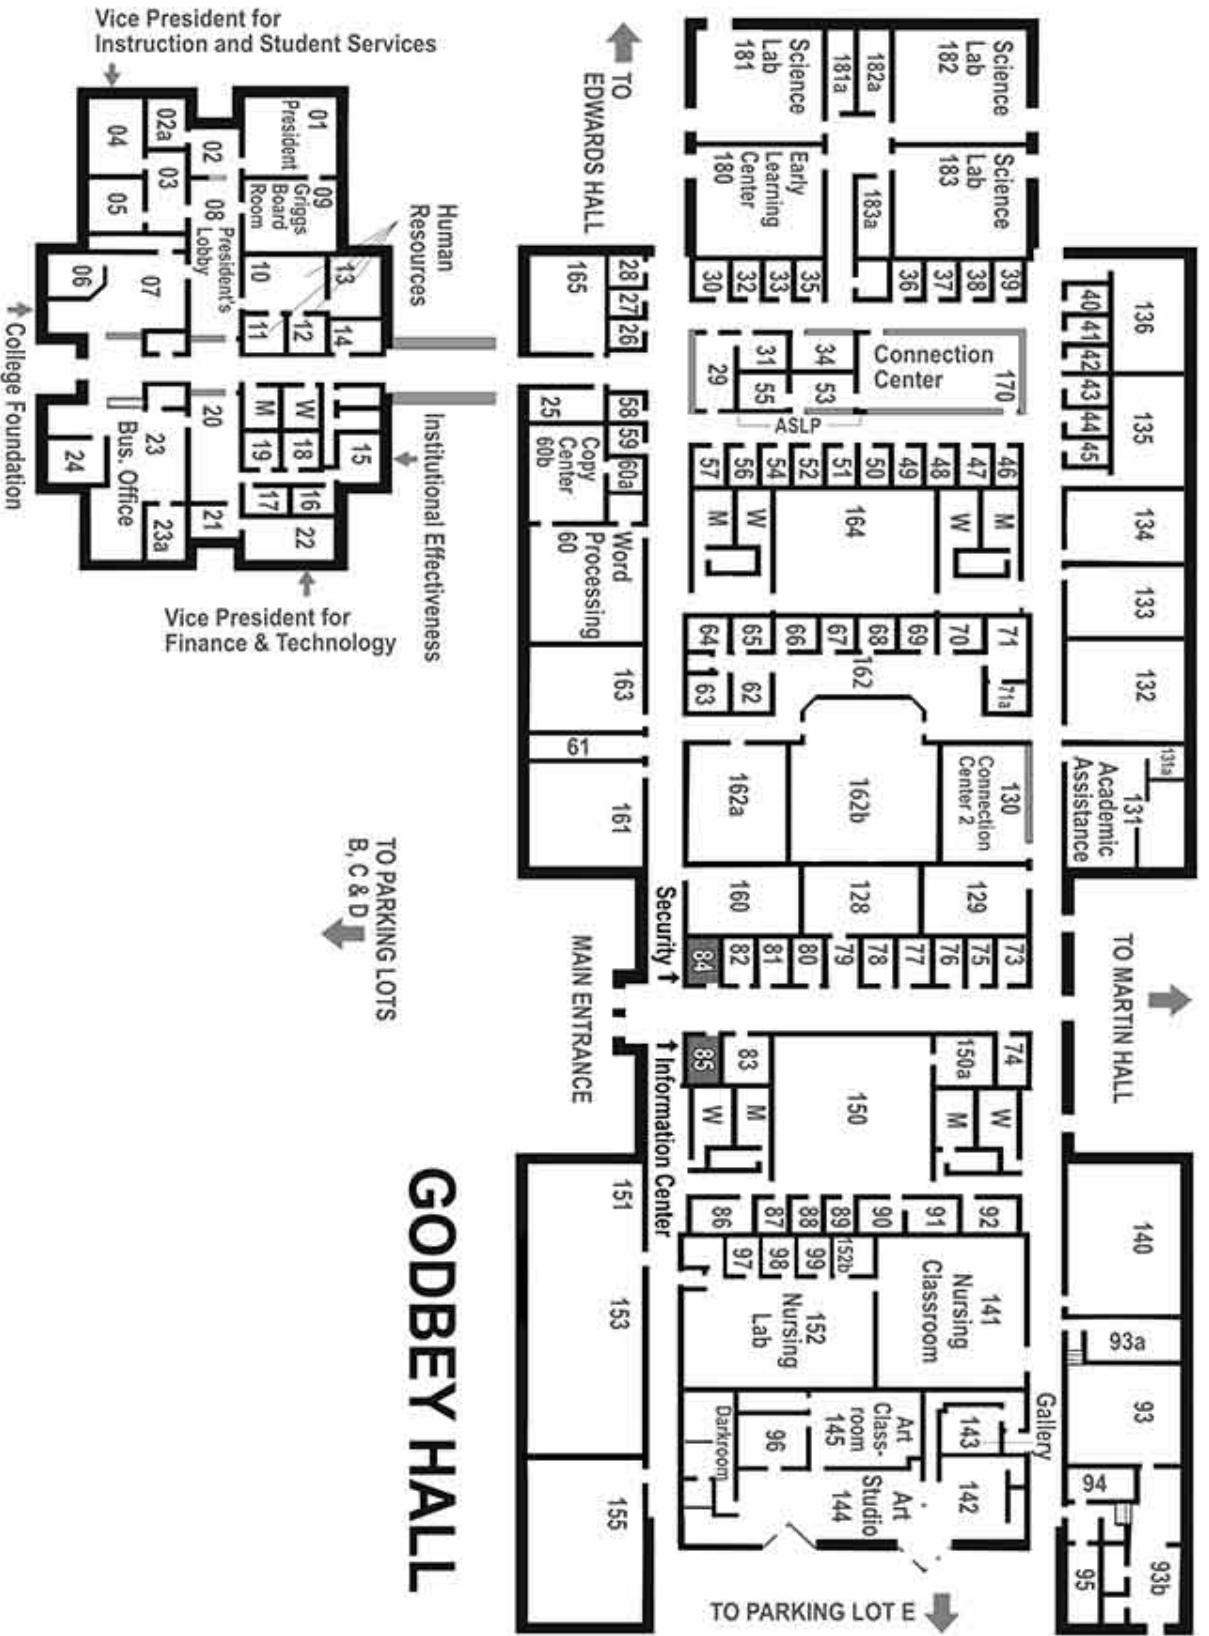 Vice President for
Instruction and Student Services
01
President
02a
04
02
03
05
09
Griggs
Board
Room
08
President's
Lobby
Human
Resources
06
07
10
13
11
12
14
College Foundation
20
M
W
19
18
15
23
Bus. Office
24
17
16
21
22
23a
Institutional Effectiveness
Vice President for
Finance & Technology
TO
EDWARDS HALL
Science
Lab
181
181a
182a
Science
Lab
182
Early
Learning
Center
180
183a
Science
Lab
183
165
28
27
26
30
32
33
35
36
37
38
39
40
41
42
43
44
45
136
135
29
31
34
55
53
ASLP
Connection
Center
170
25
58
59
60a
Copy
Center
60b
57
56
54
52
51
50
49
48
47
46
M
W
164
W
M
134
133
132
Word
Processing
60
64
65
66
67
68
69
70
71
71a
162
63
62
163
61
161
162a
162b
130
Connection
Center 2
131a
131
Academic
Assistance
160
128
129
Security
84
82
81
80
79
78
77
76
75
73
TO PARKING LOTS
B, C & D
MAIN ENTRANCE
TO MARTIN HALL
85
83
150
150a
74
Information Center
W
M
M
W
151
153
155
86
87
88
89
90
91
92
97
98
99
152b
152
Nursing
Lab
141
Nursing
Classroom
140
93a
93
Gallery
Darkroom
96
Art
Class-
room
145
143
142
Art
Studio
144
94
95
93b
TO PARKING LOT E
GODBEY HALL